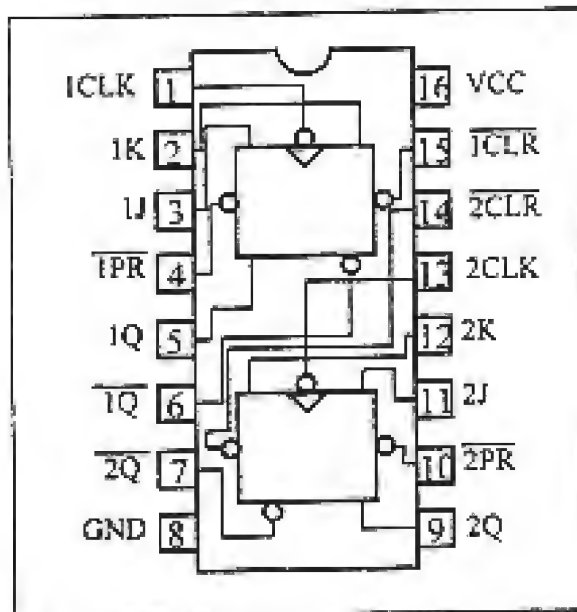 1CLK 1 16 VCC
1K 2 15 1CLR
1J 3 14 2CLR
1PR 4 13 2CLK
1Q 5 12 2K
1Q 6 11 2J
2Q 7 10 2PR
GND 8 9 2Q